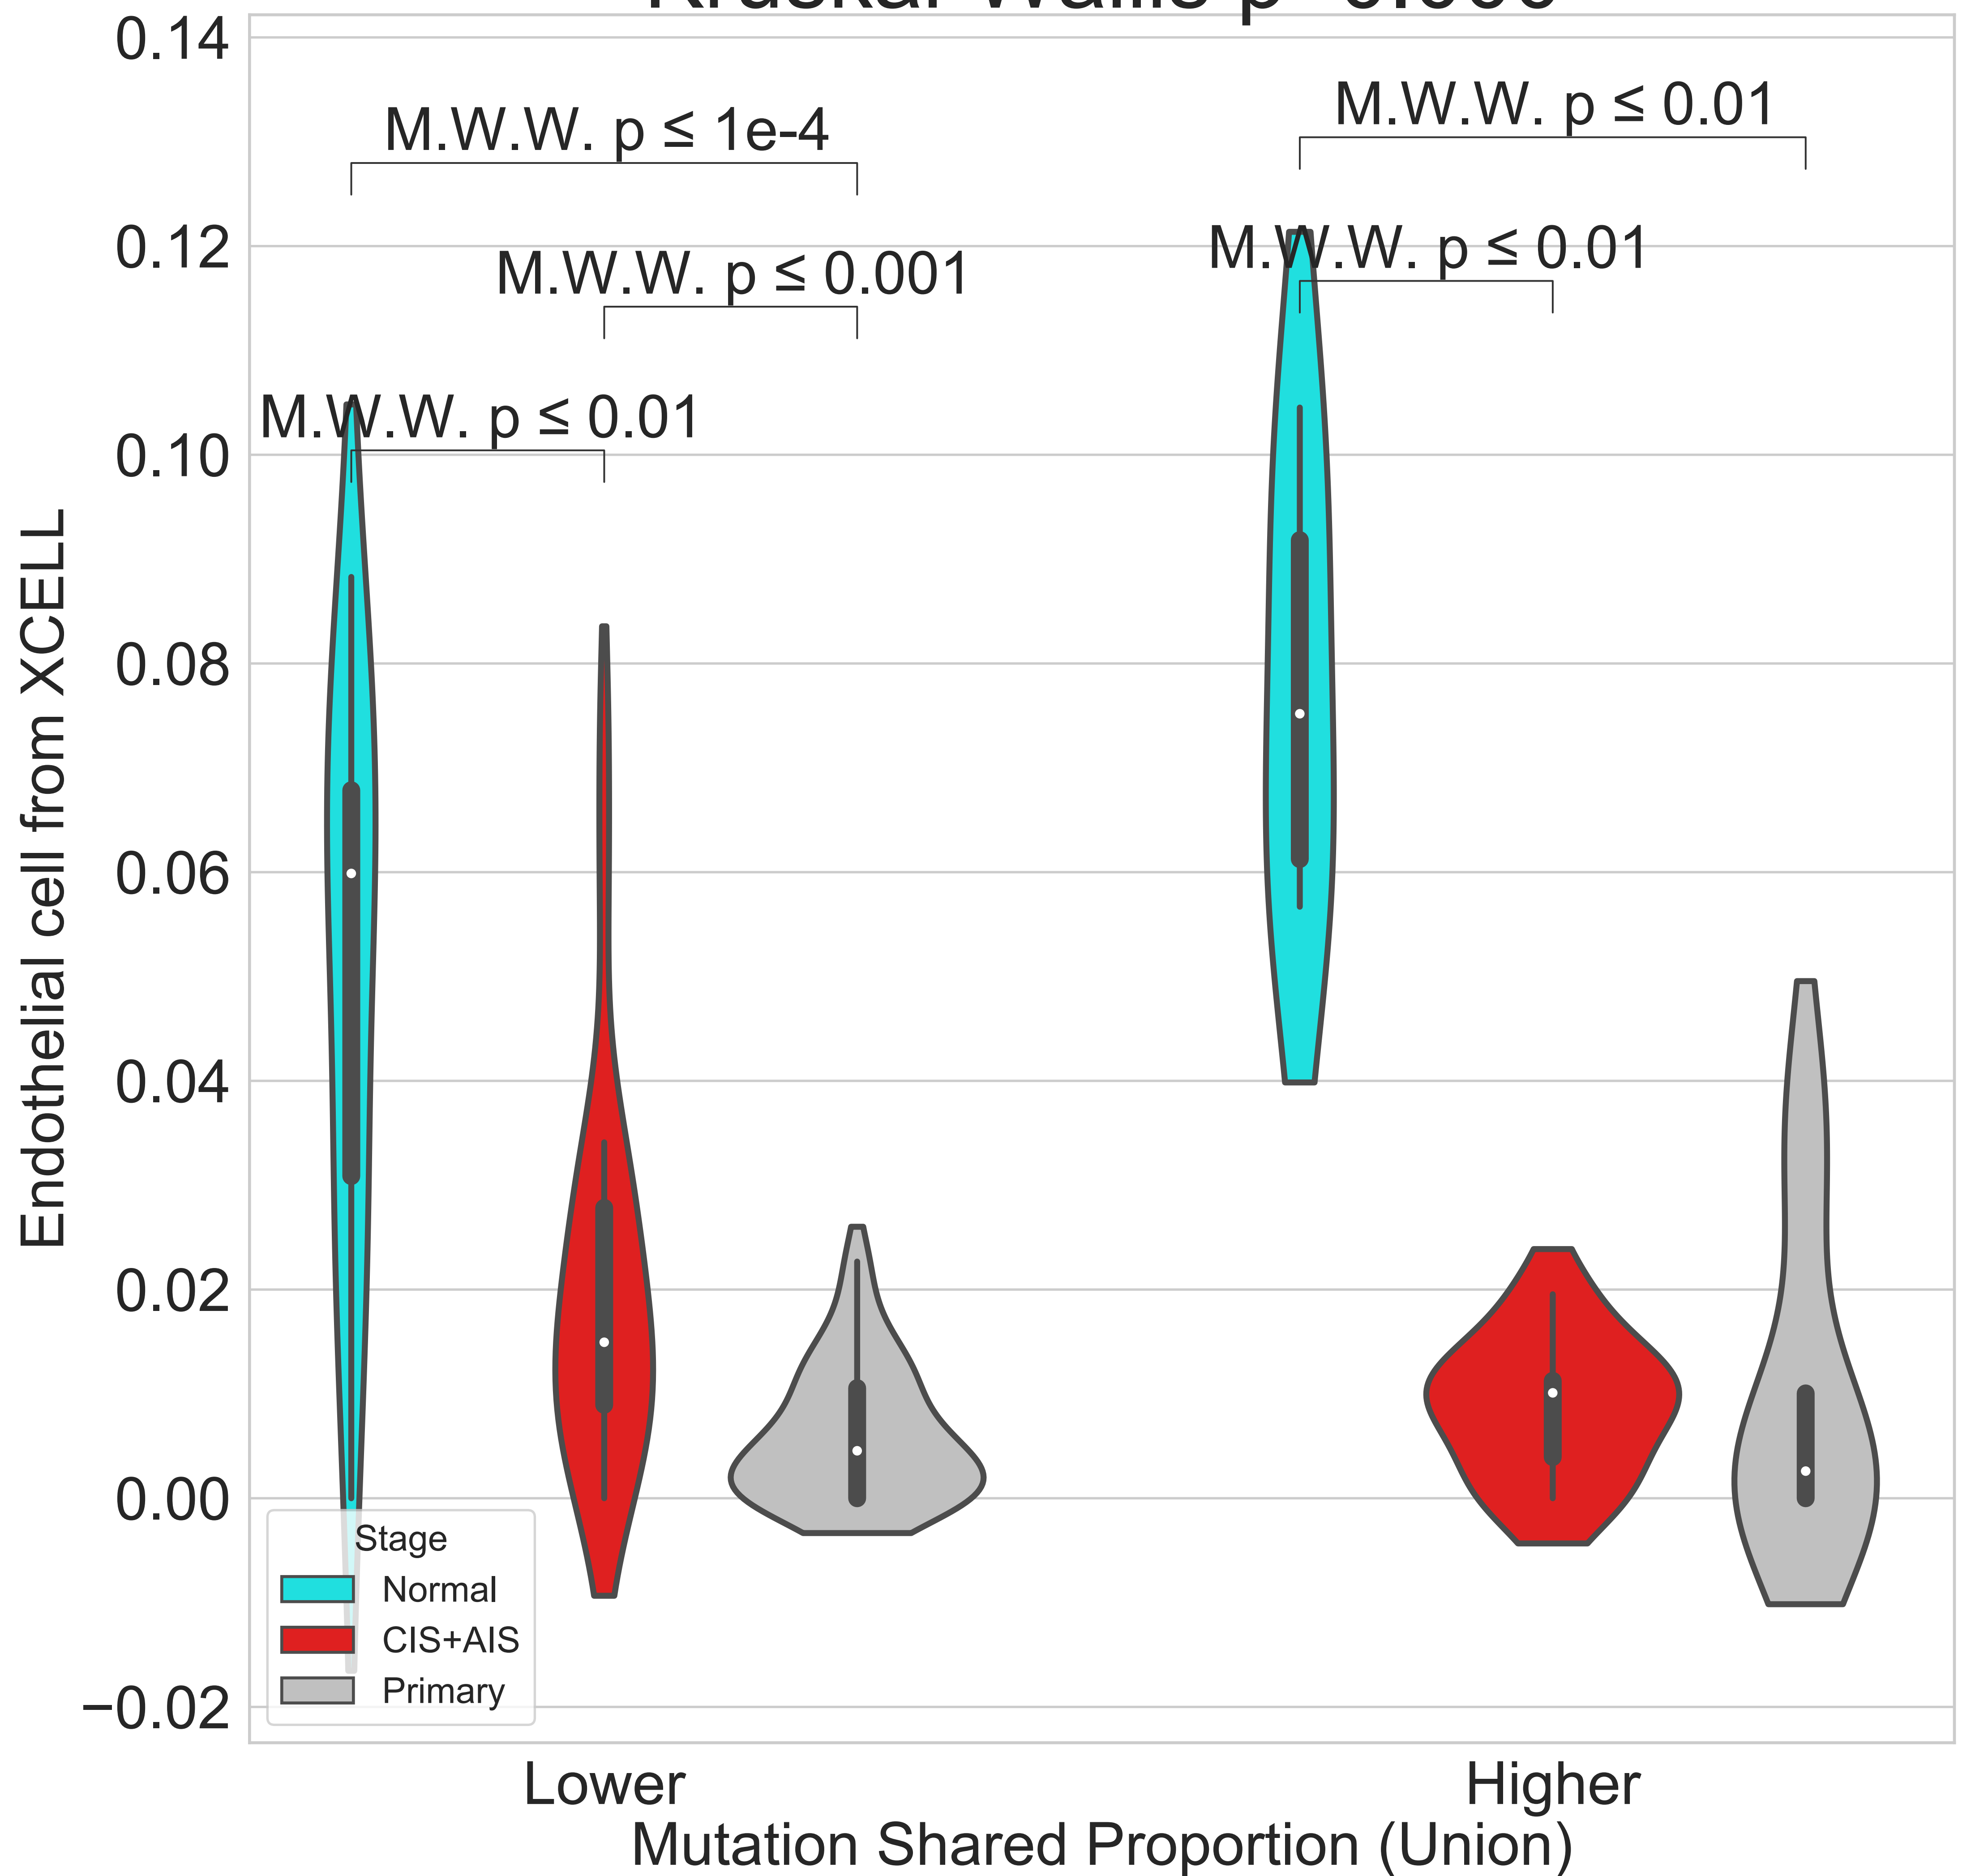 0.14
0.12
0.10
0.08
0.06
0.04
0.02
0.00
−0.02
Endothelial cell from XCELL
M.W.W. p ≤ 1e-4
M.W.W. p ≤ 0.001
M.W.W. p ≤ 0.01
M.W.W. p ≤ 0.01
M.W.W. p ≤ 0.01
Stage
Normal
CIS+AIS
Primary
Lower
Higher
Mutation Shared Proportion (Union)